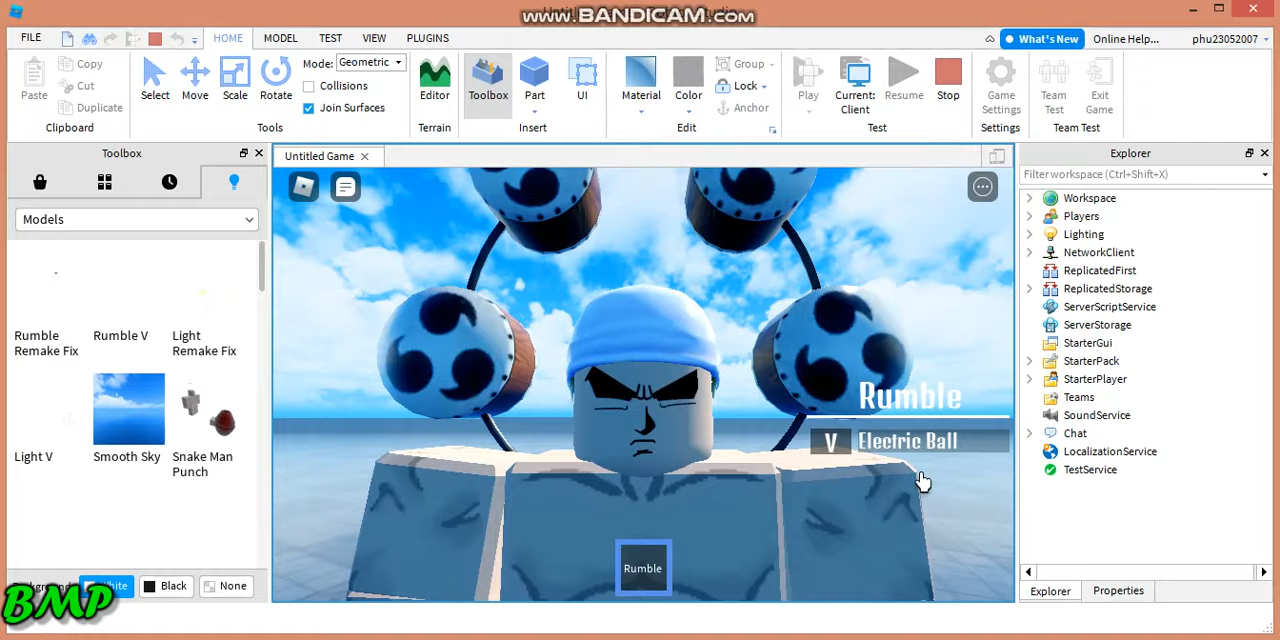 www.BANDICAM.com
FILE
HOME
MODEL
TEST
VIEW
PLUGINS
What's New
Online Help...
phu23052007
Paste
Copy
Cut
Duplicate
Clipboard
Select
Move
Scale
Rotate
Mode: Geometric
Collisions
Join Surfaces
Tools
Editor
Terrain
Toolbox
Part
UI
Insert
Material
Color
Group
Lock
Anchor
Edit
Play
Current:
Client
Resume
Stop
Test
Game
Settings
Settings
Team
Test
Exit
Game
Team Test
Toolbox
Models
Rumble
Remake Fix
Rumble V
Light
Remake Fix
Light V
Smooth Sky
Snake Man
Punch
White
Black
None
BMP
Untitled Game
Rumble
V Electric Ball
Rumble
Explorer
Filter workspace (Ctrl+Shift+X)
Workspace
Players
Lighting
NetworkClient
ReplicatedFirst
ReplicatedStorage
ServerScriptService
ServerStorage
StarterGui
StarterPack
StarterPlayer
Teams
SoundService
Chat
LocalizationService
TestService
Explorer
Properties